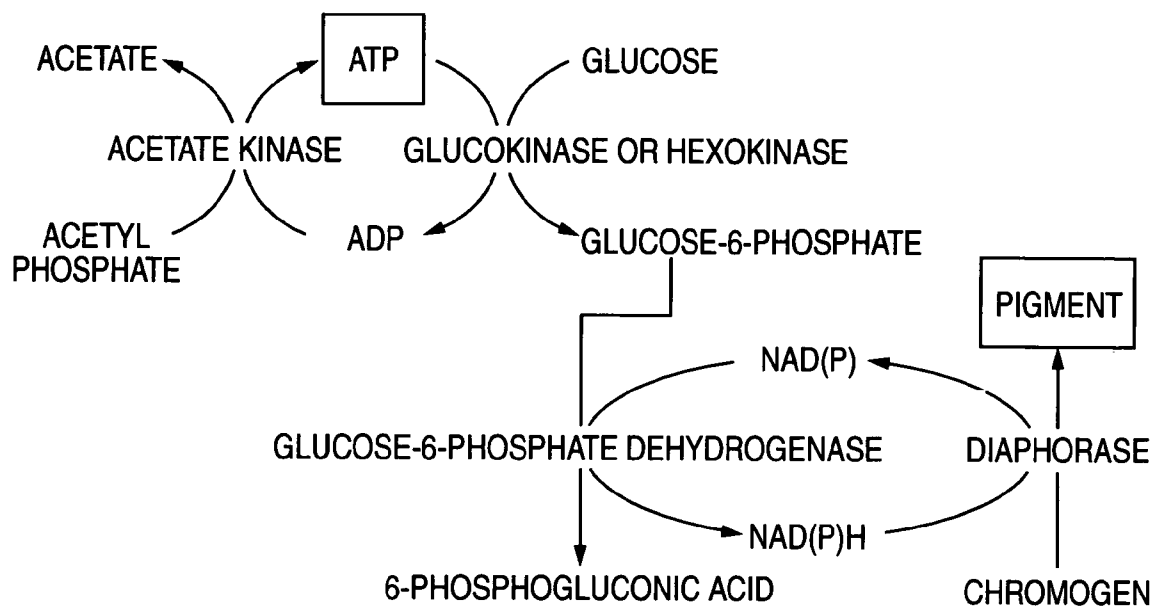 ACETATE
ATP
GLUCOSE
ACETATE KINASE
GLUCOKINASE OR HEXOKINASE
ACETYL
PHOSPHATE
ADP
GLUCOSE-6-PHOSPHATE
PIGMENT
NAD(P)
GLUCOSE-6-PHOSPHATE DEHYDROGENASE
DIAPHORASE
NAD(P)H
6-PHOSPHOGLUCONIC ACID
CHROMOGEN